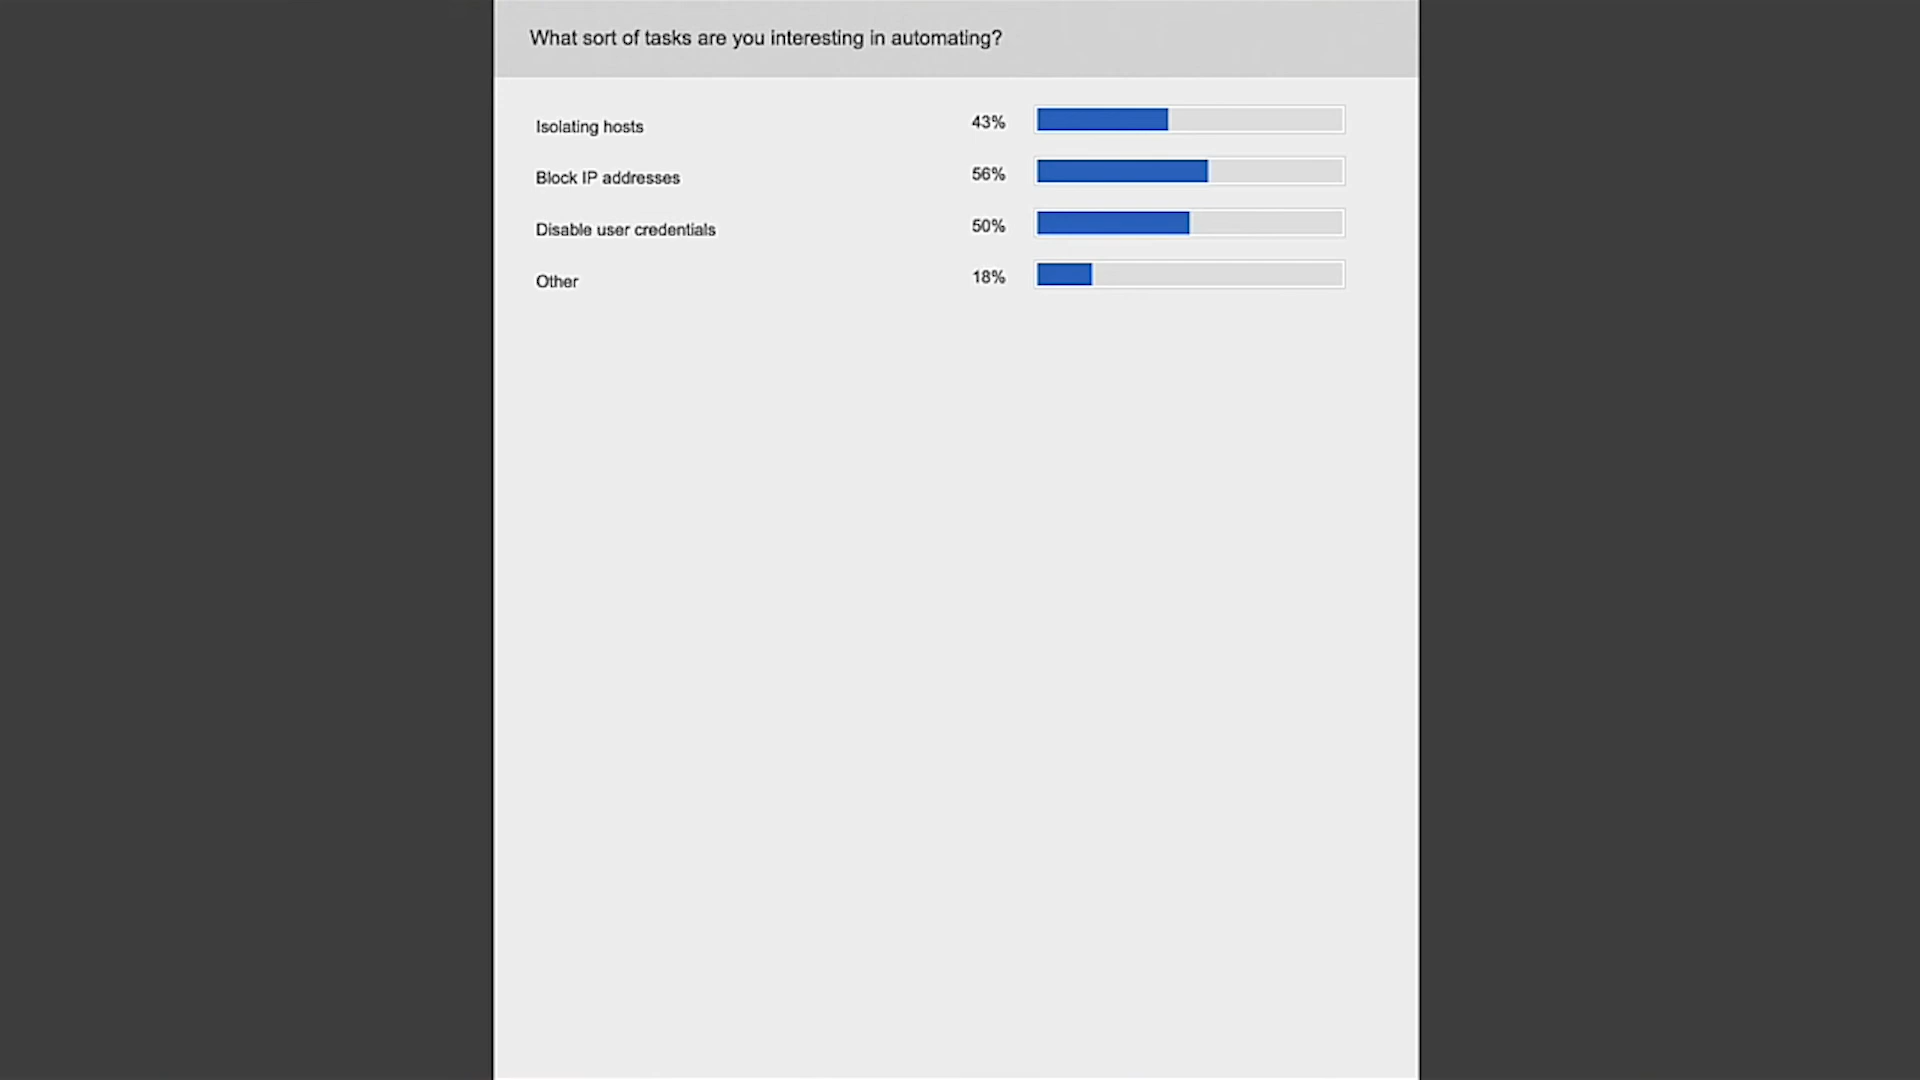 What sort of tasks are you interesting in automating?
Isolating hosts 43%
Block IP addresses 56%
Disable user credentials 50%
Other 18%